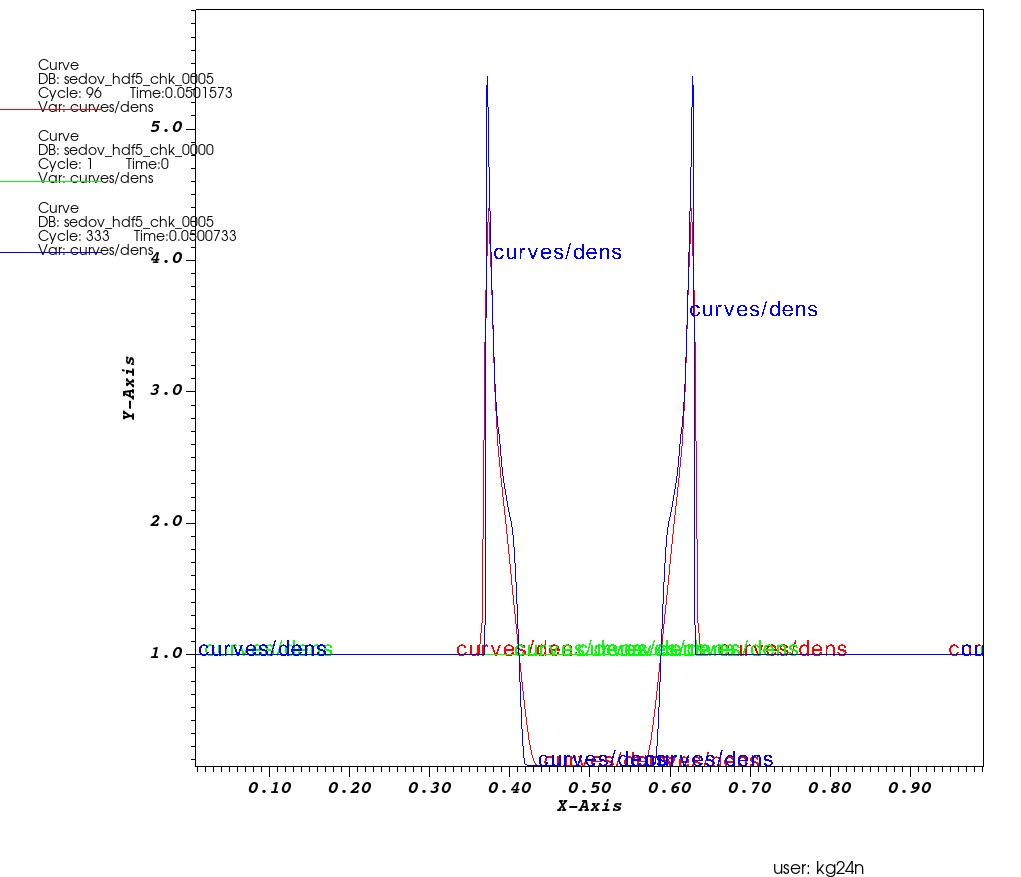 Curve
DB: sedov_hdf5_chk_0005
Cycle: 96 Time:0.0501573
Var: curves/dens
Curve
DB: sedov_hdf5_chk_0000
Cycle: 1 Time:0
Var: curves/dens
Curve
DB: sedov_hdf5_chk_0005
Cycle: 333 Time:0.0500733
Var: curves/dens
5.0
4.0
3.0
2.0
1.0
Y-Axis
curves/dens
curves/dens
curves/dens
curves/dens
curves/dens
0.10 0.20 0.30 0.40 0.50 0.60 0.70 0.80 0.90
X-Axis
user: kg24n